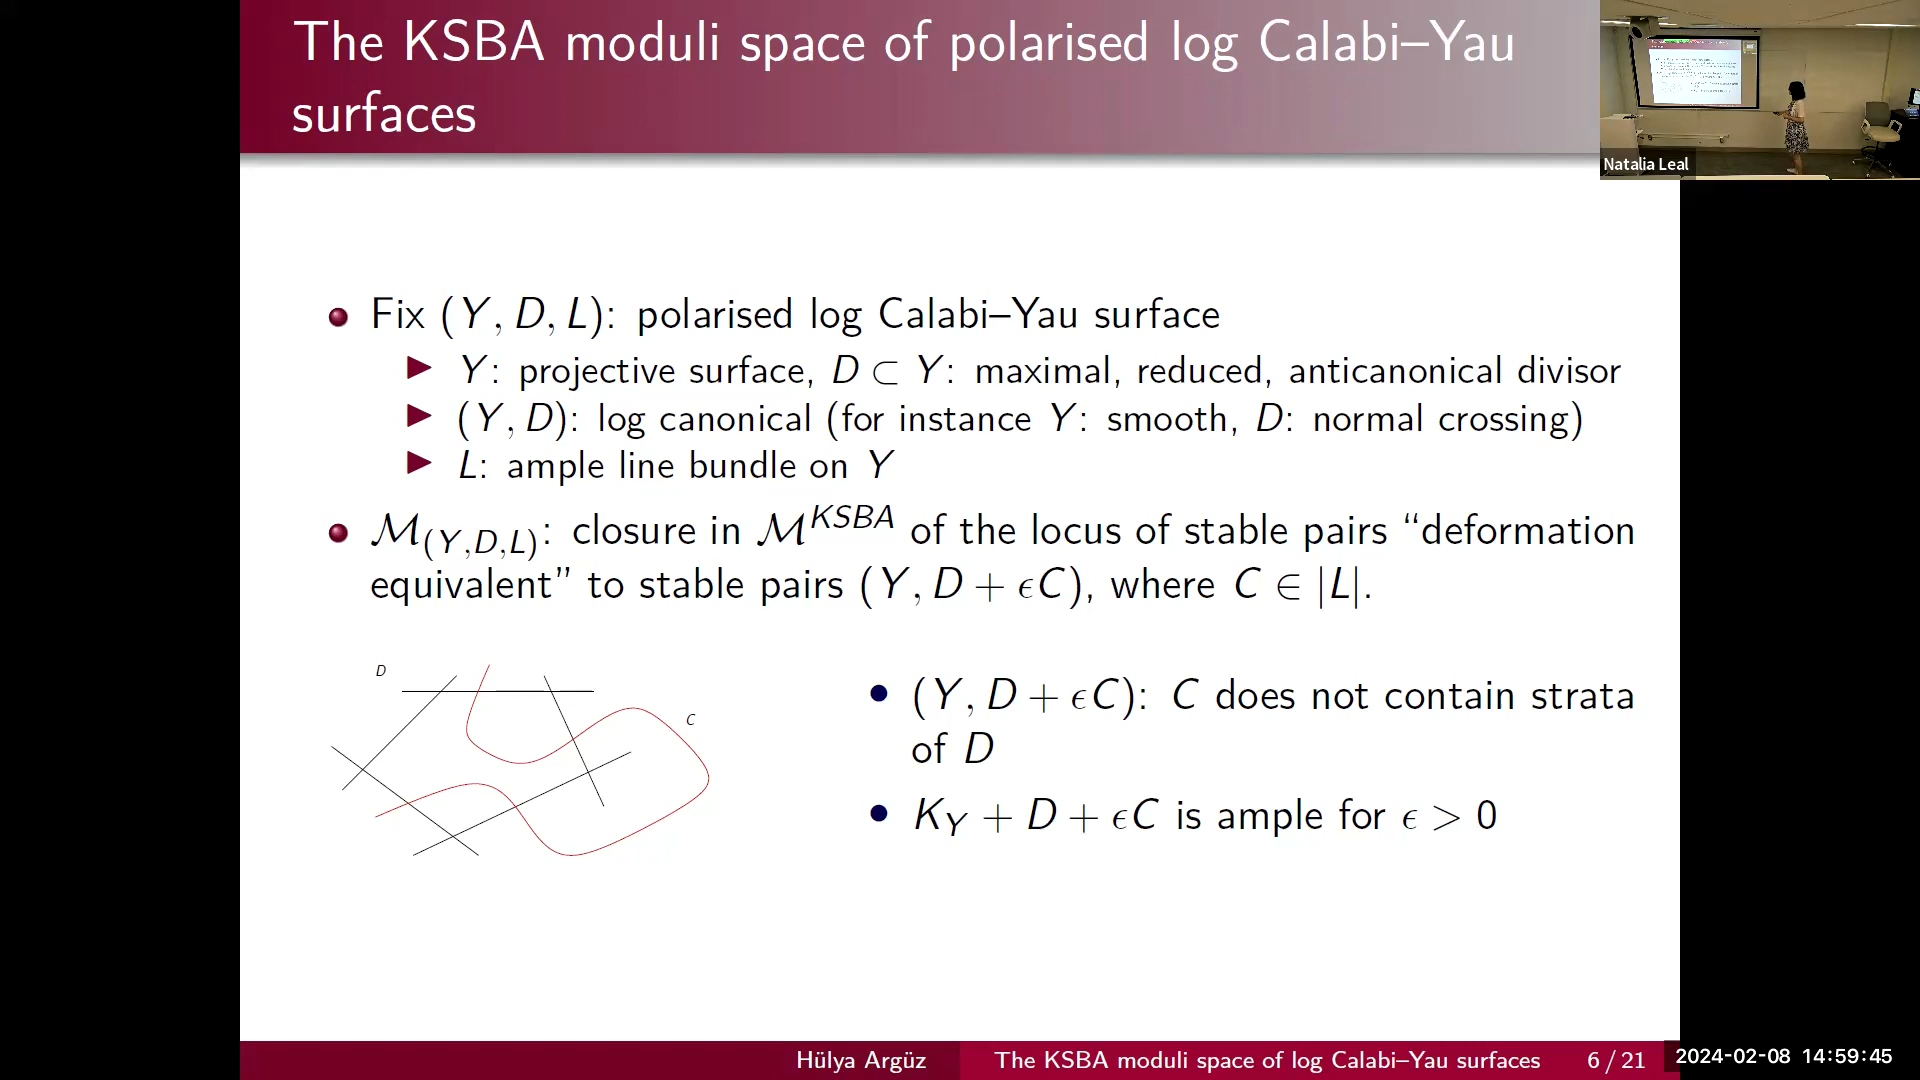 The KSBA moduli space of polarised log Calabi–Yau
surfaces
Natalia Leal
Fix (Y, D, L): polarised log Calabi–Yau surface
Y: projective surface, D ⊂ Y: maximal, reduced, anticanonical divisor
(Y, D): log canonical (for instance Y: smooth, D: normal crossing)
L: ample line bundle on Y
ℳ_(Y,D,L): closure in ℳ^KSBA of the locus of stable pairs “deformation
equivalent” to stable pairs (Y, D + ϵC), where C ∈ |L|.
D
C
(Y, D + ϵC): C does not contain strata
of D
K_Y + D + ϵC is ample for ϵ > 0
Hülya Argüz
The KSBA moduli space of log Calabi–Yau surfaces
6 / 21
2024-02-08 14:59:45